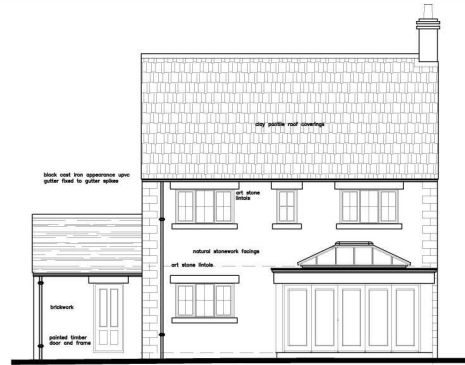 clay pantile roof coverings
black cast iron appearance upvc
gutter fixed to gutter spikes
art stone
lintols
natural stonework facings
art stone lintols
brickwork
painted timber
door and frame